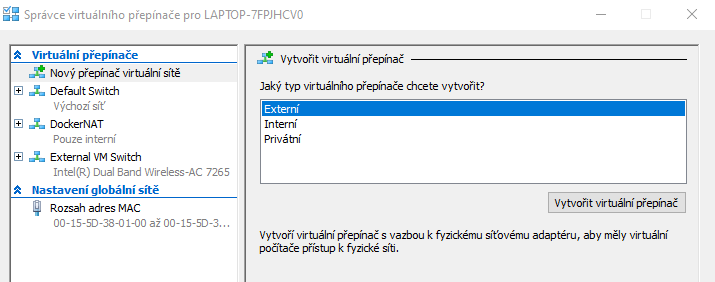 Správce virtuálního přepínače pro LAPTOP-7FPJHCV0
Virtuální přepínače
Nový přepínač virtuální sítě
Default Switch
Výchozí síť
DockerNAT
Pouze interní
External VM Switch
Intel(R) Dual Band Wireless-AC 7265
Nastavení globální sítě
Rozsah adres MAC
00-15-5D-38-01-00 až 00-15-5D-3...
Vytvořit virtuální přepínač
Jaký typ virtuálního přepínače chcete vytvořit?
Externí
Interní
Privátní
Vytvořit virtuální přepínač
Vytvoří virtuální přepínač s vazbou k fyzickému síťovému adaptéru, aby měly virtuální
počítače přístup k fyzické síti.